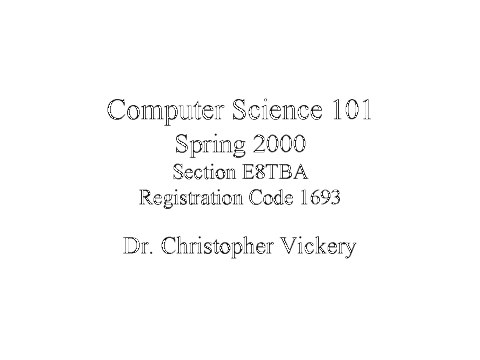 Computer Science 101
Spring 2000
Section E8TBA
Registration Code 1693
Dr. Christopher Vickery